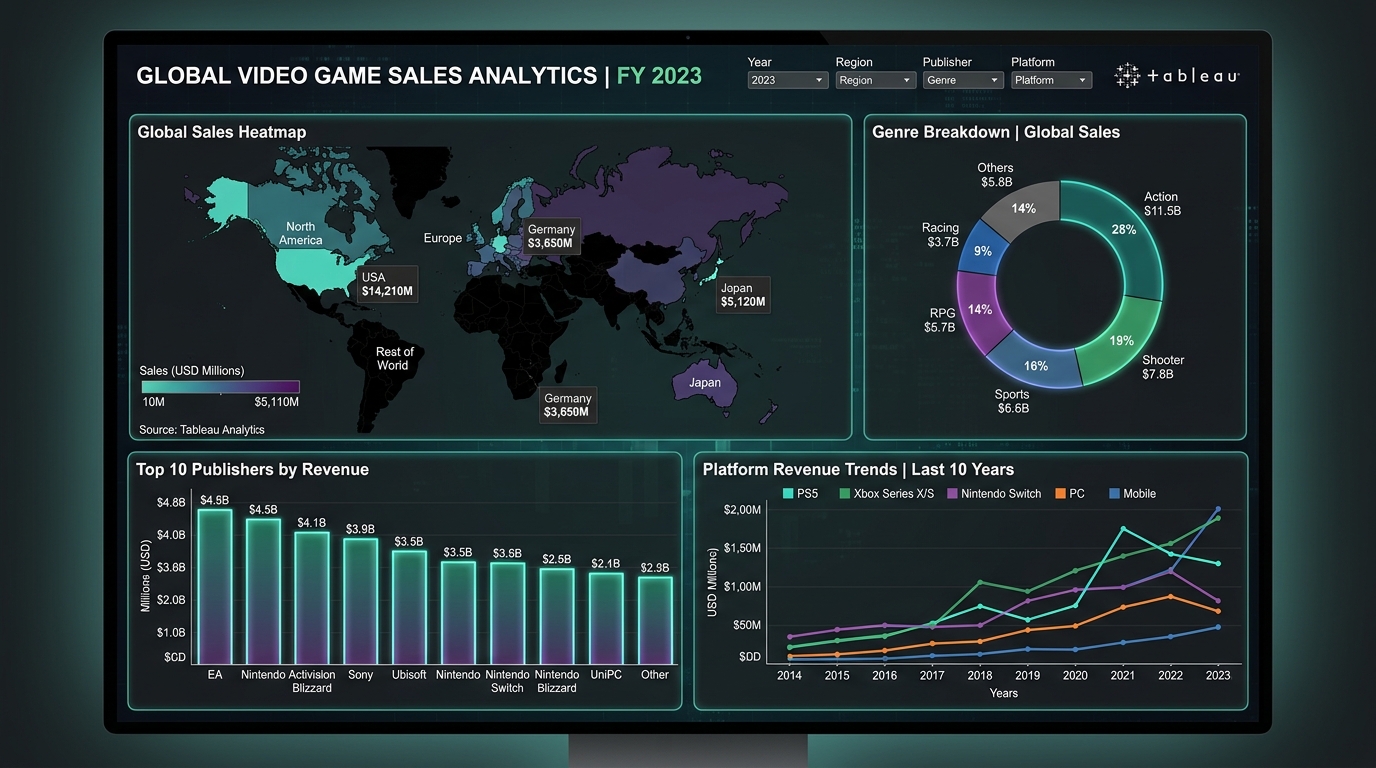 GLOBAL VIDEO GAME SALES ANALYTICS | FY 2023
Year
2023
Region
Region
Publisher
Genre
Platform
Platform
+ableau
Global Sales Heatmap
North
America
Europe
Germany
$3,650M
USA
$14,210M
Japan
$5,120M
Rest of
World
Japan
Germany
$3,650M
Sales (USD Millions)
10M
$5,110M
Source: Tableau Analytics
Genre Breakdown | Global Sales
Others
$5.8B
14%
Action
$11.5B
28%
Racing
$3.7B
9%
RPG
$5.7B
14%
Shooter
$7.8B
19%
Sports
$6.6B
16%
Top 10 Publishers by Revenue
Millions (USD)
$4.8B
$4.0B
$3.8B
$2.0B
$1.0B
$GD
$4.5B
$4.5B
$4.1B
$3.9B
$3.5B
$3.5B
$3.5B
$2.5B
$2.1B
$2.3B
EA
Nintendo
Activision
Blizzard
Sony
Ubisoft
Nintendo
Nintendo
Switch
Nintendo
Blizzard
UniPC
Other
Platform Revenue Trends | Last 10 Years
PS5
Xbox Series X/S
Nintendo Switch
PC
Mobile
USD Millione)
$2,00M
$1,50M
$1,00M
$50M
$DD
2014
2015
2016
2017
2018
2019
2020
2021
2022
2023
Years